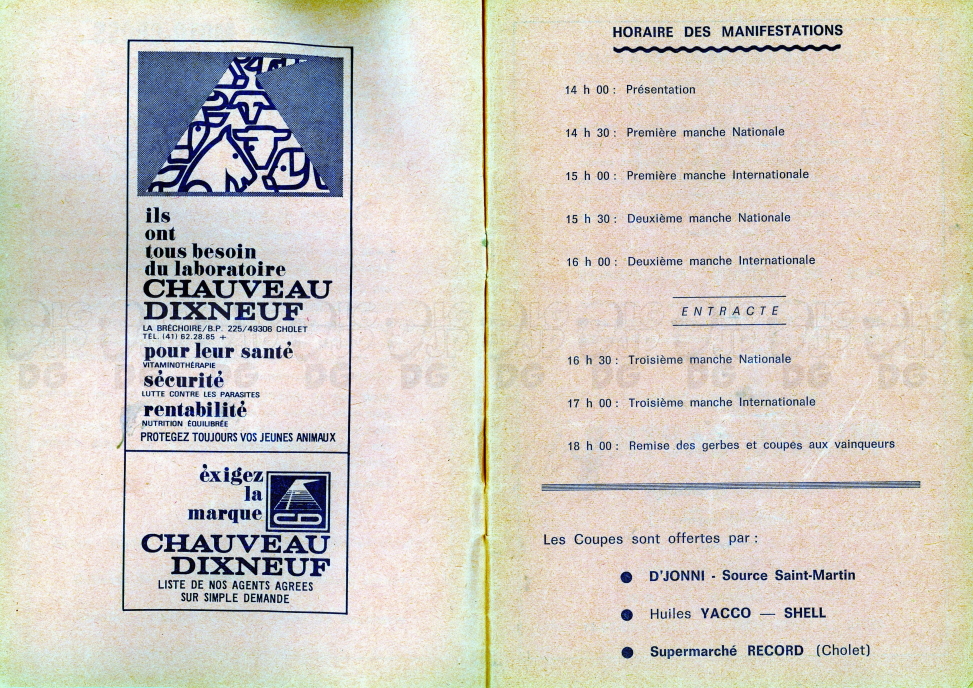 ils
ont
tous besoin
du laboratoire
CHAUVEAU
DIXNEUF
LA BRÉCHOIRE/B.P. 225/49306 CHOLET
TÉL. (41) 62.28.85 +
pour leur santé
VITAMINOTHÉRAPIE
sécurité
LUTTE CONTRE LES PARASITES
rentabilité
NUTRITION ÉQUILIBRÉE
PROTEGEZ TOUJOURS VOS JEUNES ANIMAUX
éxigez
la
marque
CHAUVEAU
DIXNEUF
LISTE DE NOS AGENTS AGREES
SUR SIMPLE DEMANDE
HORAIRE DES MANIFESTATIONS
14 h 00 : Présentation
14 h 30 : Première manche Nationale
15 h 00 : Première manche Internationale
15 h 30 : Deuxième manche Nationale
16 h 00 : Deuxième manche Internationale
ENTRACTE
16 h 30 : Troisième manche Nationale
17 h 00 : Troisième manche Internationale
18 h 00 : Remise des gerbes et coupes aux vainqueurs
Les Coupes sont offertes par :
● D'JONNI - Source Saint-Martin
● Huiles YACCO — SHELL
● Supermarché RECORD (Cholet)